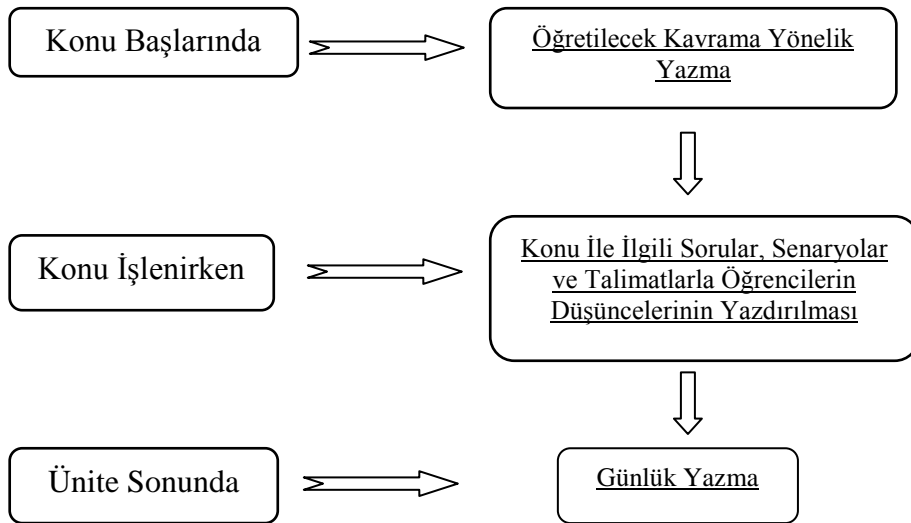 Konu Başlarında
Öğretilecek Kavrama Yönelik
Yazma
Konu İşlenirken
Konu İle İlgili Sorular, Senaryolar
ve Talimatlarla Öğrencilerin
Düşüncelerinin Yazdırılması
Ünite Sonunda
Günlük Yazma